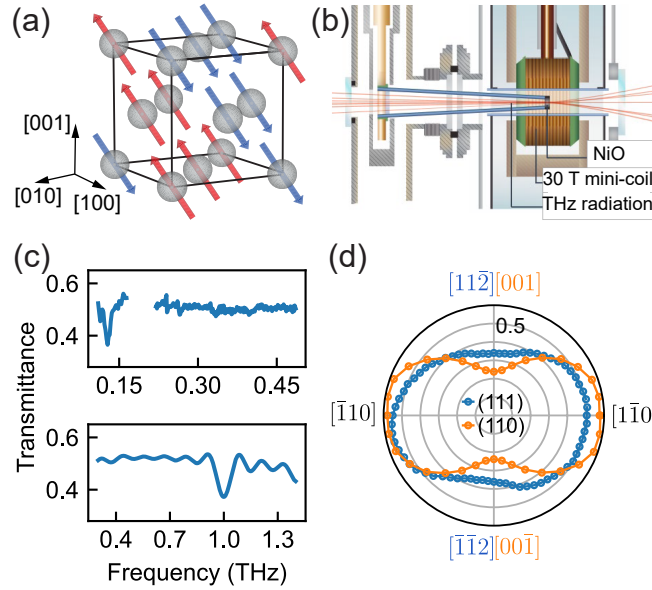 (a)
[001]
[010]
[100]
(b)
NiO
30 T mini-coil
THz radiation
(c)
Transmittance
0.6
0.4
0.15
0.30
0.45
0.6
0.4
0.4
0.7
1.0
1.3
Frequency (THz)
(d)
[112̄][001]
0.5
[1̄10]
(111)
(110)
[11̄0]
[1̄1̄2][001̄]